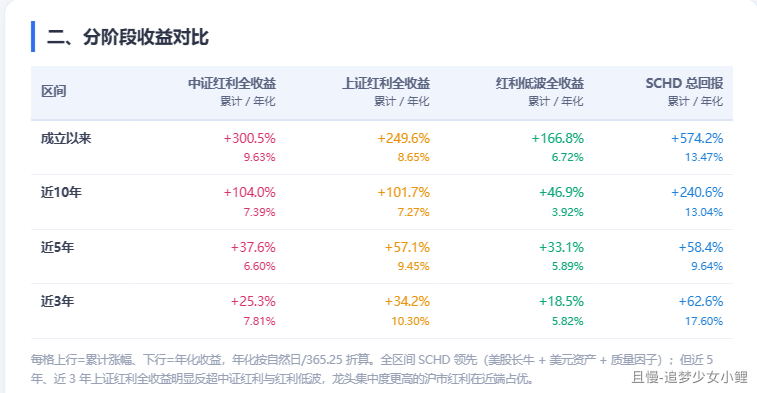 二、分阶段收益对比
区间 中证红利全收益 上证红利全收益 红利低波全收益 SCHD 总回报
累计 / 年化 累计 / 年化 累计 / 年化 累计 / 年化
成立以来 +300.5% +249.6% +166.8% +574.2%
9.63% 8.65% 6.72% 13.47%
近10年 +104.0% +101.7% +46.9% +240.6%
7.39% 7.27% 3.92% 13.04%
近5年 +37.6% +57.1% +33.1% +58.4%
6.60% 9.45% 5.89% 9.64%
近3年 +25.3% +34.2% +18.5% +62.6%
7.81% 10.30% 5.82% 17.60%
每格上行=累计涨幅、下行=年化收益，年化按自然日/365.25 折算。全区间 SCHD 领先（美股长牛 + 美元资产 + 质量因子）；但近 5
年、近 3 年上证红利全收益明显反超中证红利与红利低波，龙头集中度更高的沪市红利在近端占优。
且慢-追梦少女小鲤